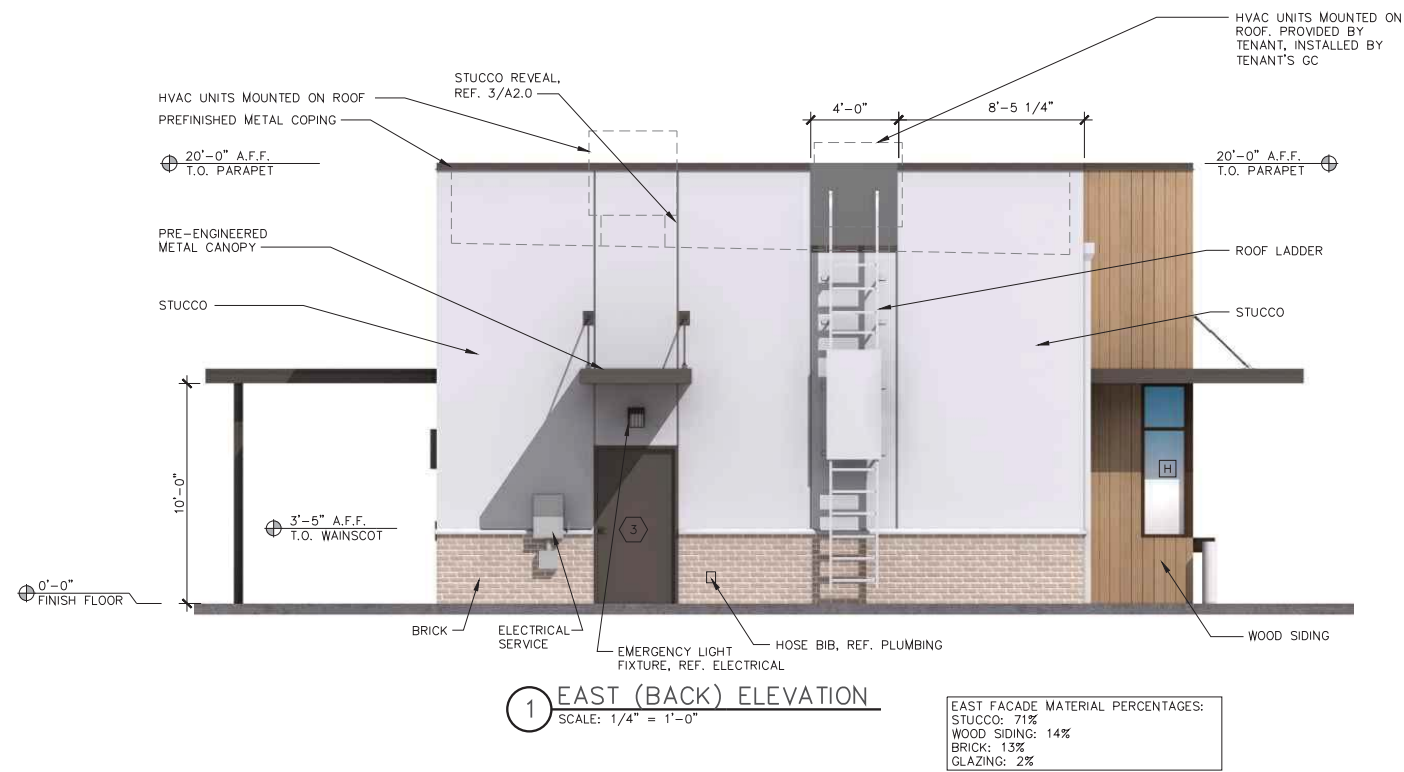 HVAC UNITS MOUNTED ON
ROOF. PROVIDED BY
TENANT, INSTALLED BY
TENANT'S GC
STUCCO REVEAL,
REF. 3/A2.0
HVAC UNITS MOUNTED ON ROOF
PREFINISHED METAL COPING
4'-0"
8'-5 1/4"
20'-0" A.F.F.
T.O. PARAPET
20'-0" A.F.F.
T.O. PARAPET
PRE-ENGINEERED
METAL CANOPY
ROOF LADDER
STUCCO
STUCCO
H
10'-0"
3'-5" A.F.F.
T.O. WAINSCOT
3
0'-0"
FINISH FLOOR
BRICK
ELECTRICAL
SERVICE
EMERGENCY LIGHT
FIXTURE, REF. ELECTRICAL
HOSE BIB, REF. PLUMBING
WOOD SIDING
1
EAST (BACK) ELEVATION
SCALE: 1/4" = 1'-0"
EAST FACADE MATERIAL PERCENTAGES:
STUCCO: 71%
WOOD SIDING: 14%
BRICK: 13%
GLAZING: 2%